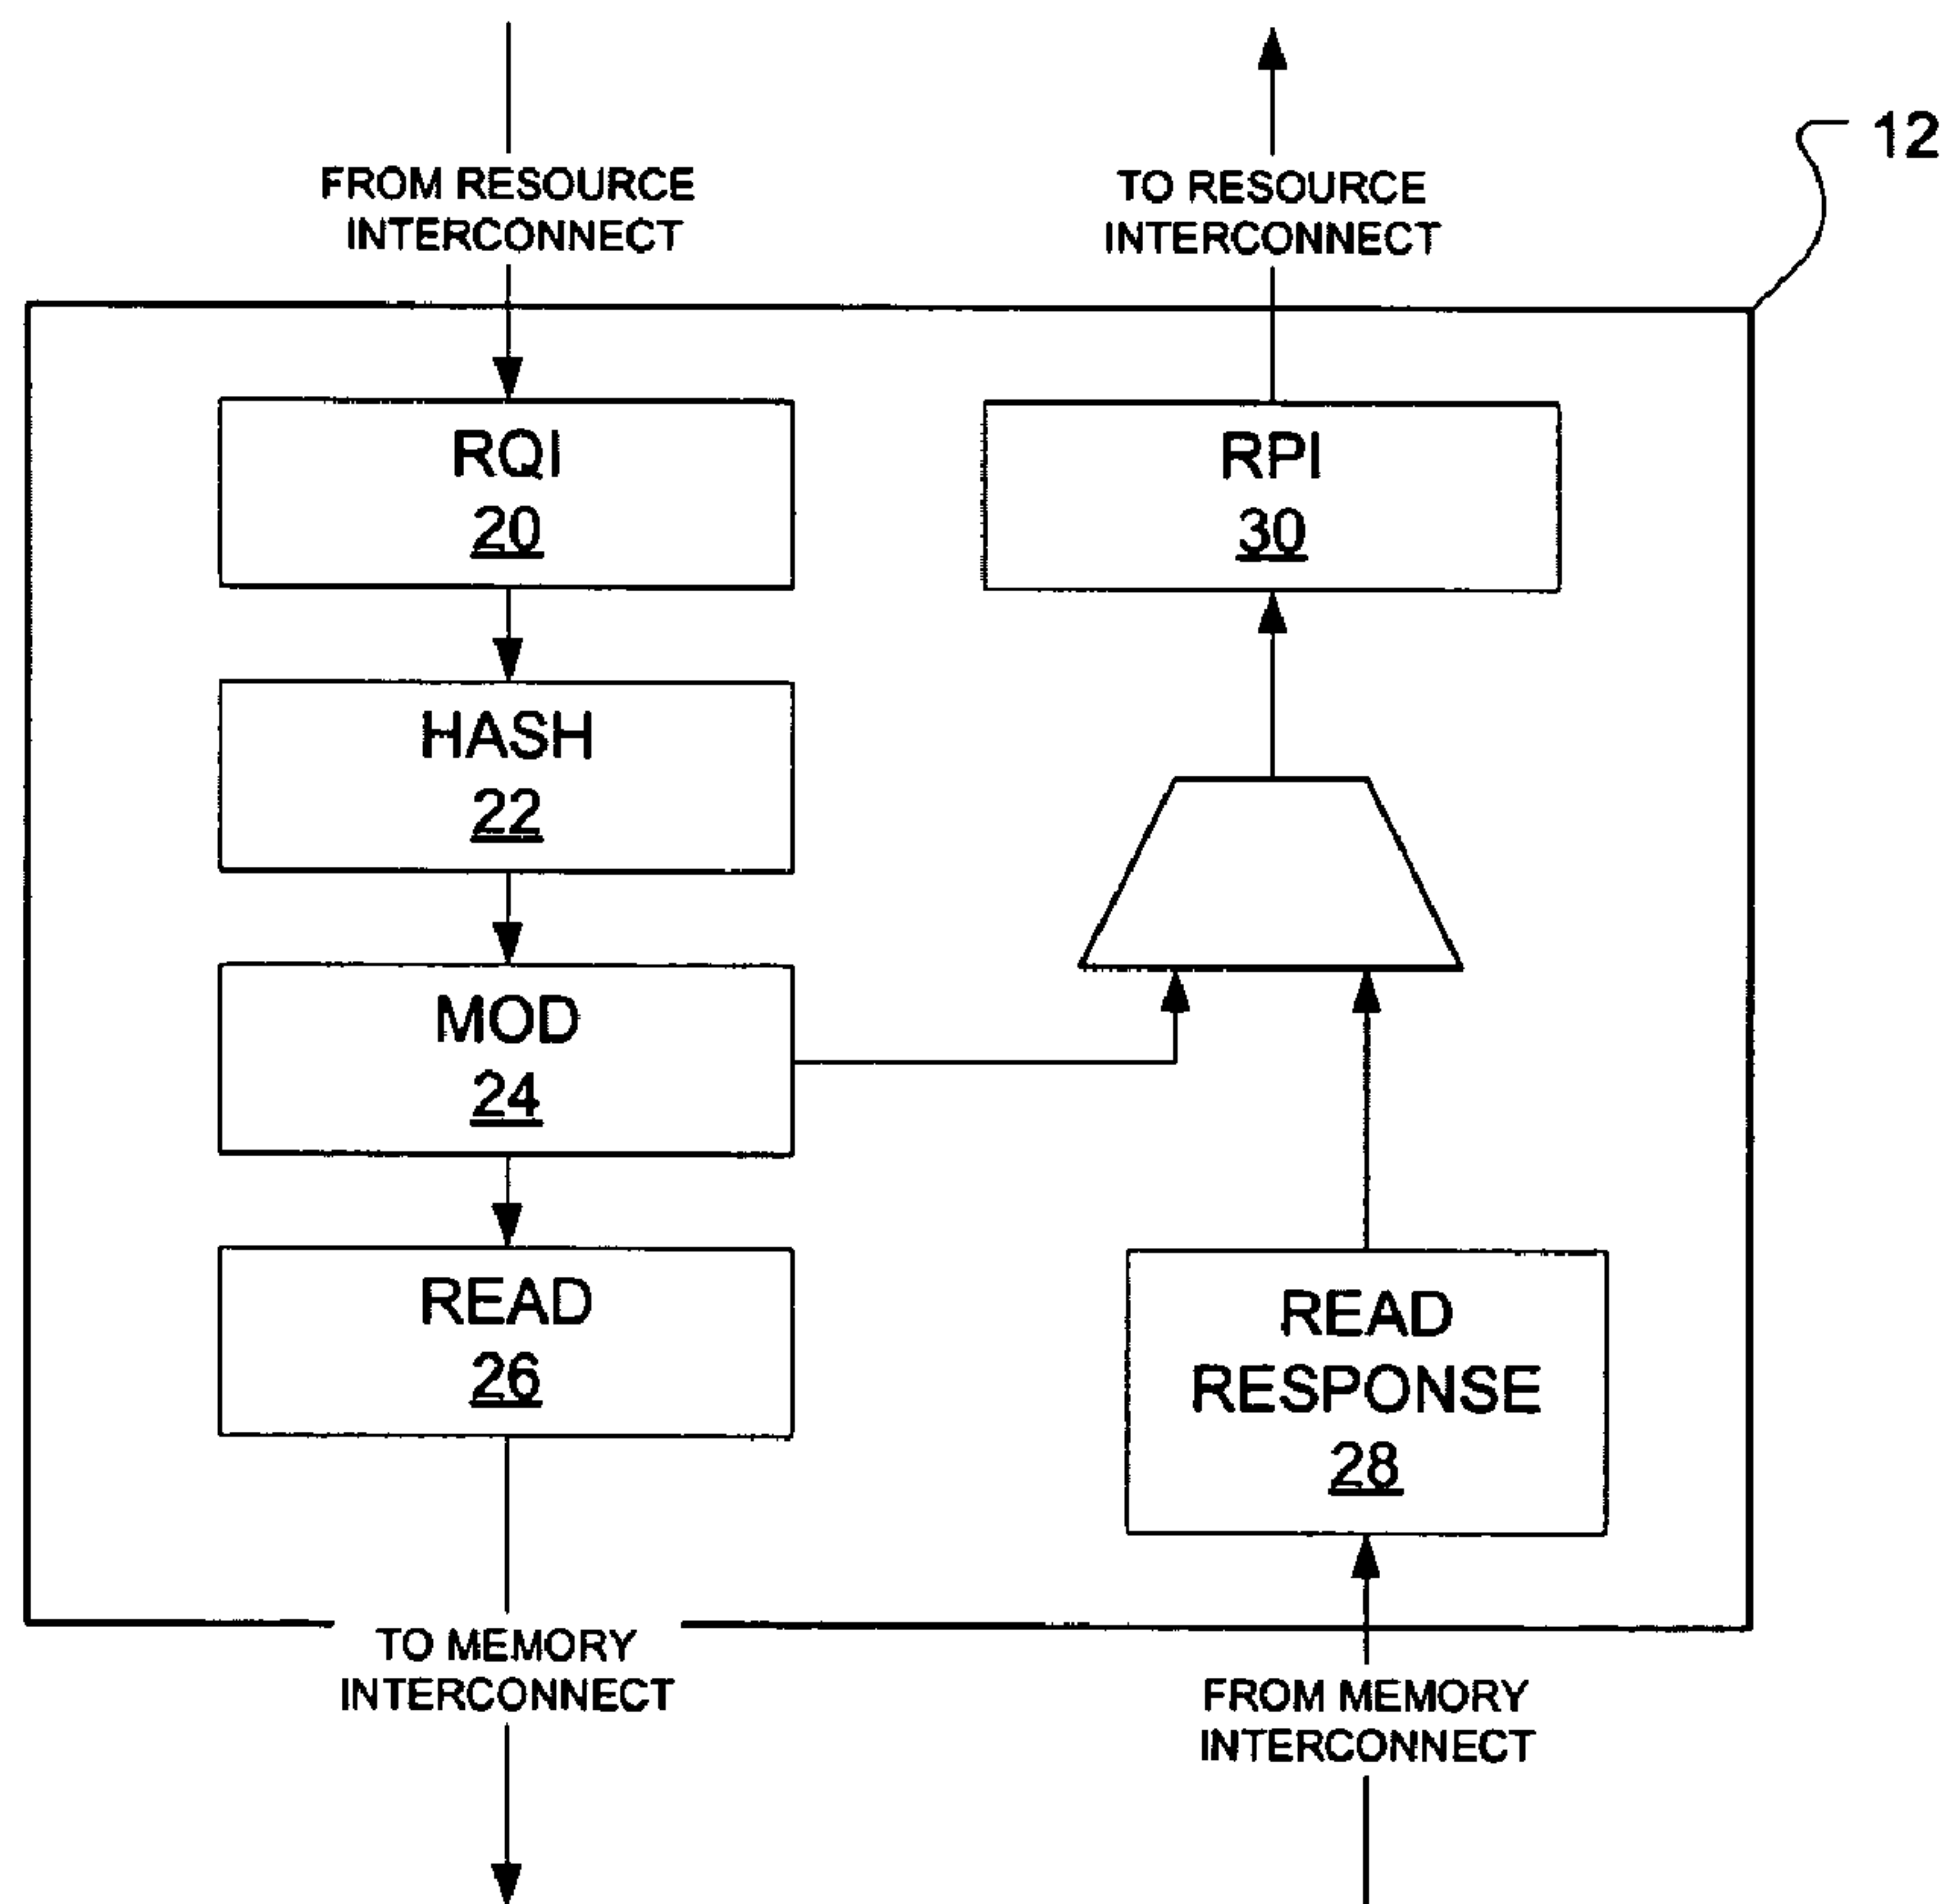 FROM RESOURCE
INTERCONNECT
TO RESOURCE
INTERCONNECT
12
RQI
20
RPI
30
HASH
22
MOD
24
READ
26
READ
RESPONSE
28
TO MEMORY
INTERCONNECT
FROM MEMORY
INTERCONNECT